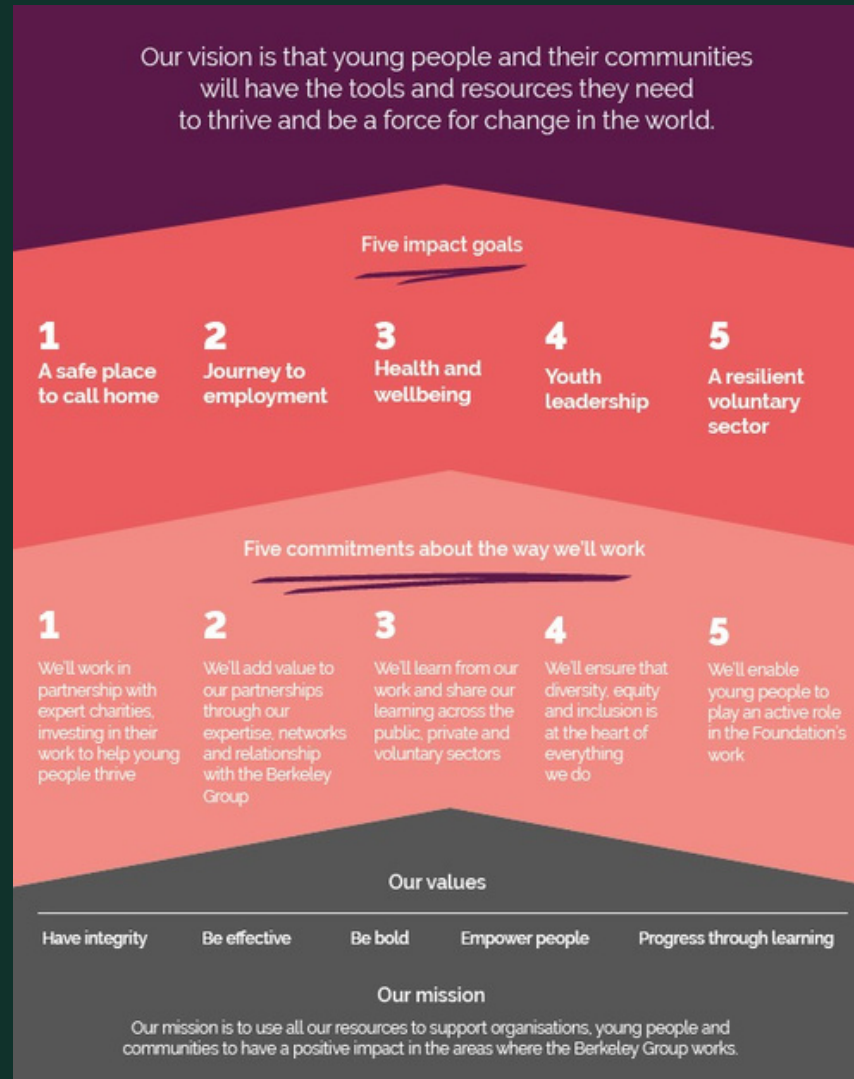 Our vision is that young people and their communities
will have the tools and resources they need
to thrive and be a force for change in the world.
Five impact goals
1
A safe place
to call home
2
Journey to
employment
3
Health and
wellbeing
4
Youth
leadership
5
A resilient
voluntary
sector
Five commitments about the way we'll work
1
We'll work in
partnership with
expert charities,
investing in their
work to help young
people thrive
2
We'll add value to
our partnerships
through our
expertise, networks
and relationship
with the Berkeley
Group
3
We'll learn from our
work and share our
learning across the
public, private and
voluntary sectors
4
We'll ensure that
diversity, equity
and inclusion is
at the heart of
everything
we do
5
We'll enable
young people to
play an active role
in the Foundation's
work
Our values
Have integrity Be effective Be bold Empower people Progress through learning
Our mission
Our mission is to use all our resources to support organisations, young people and
communities to have a positive impact in the areas where the Berkeley Group works.